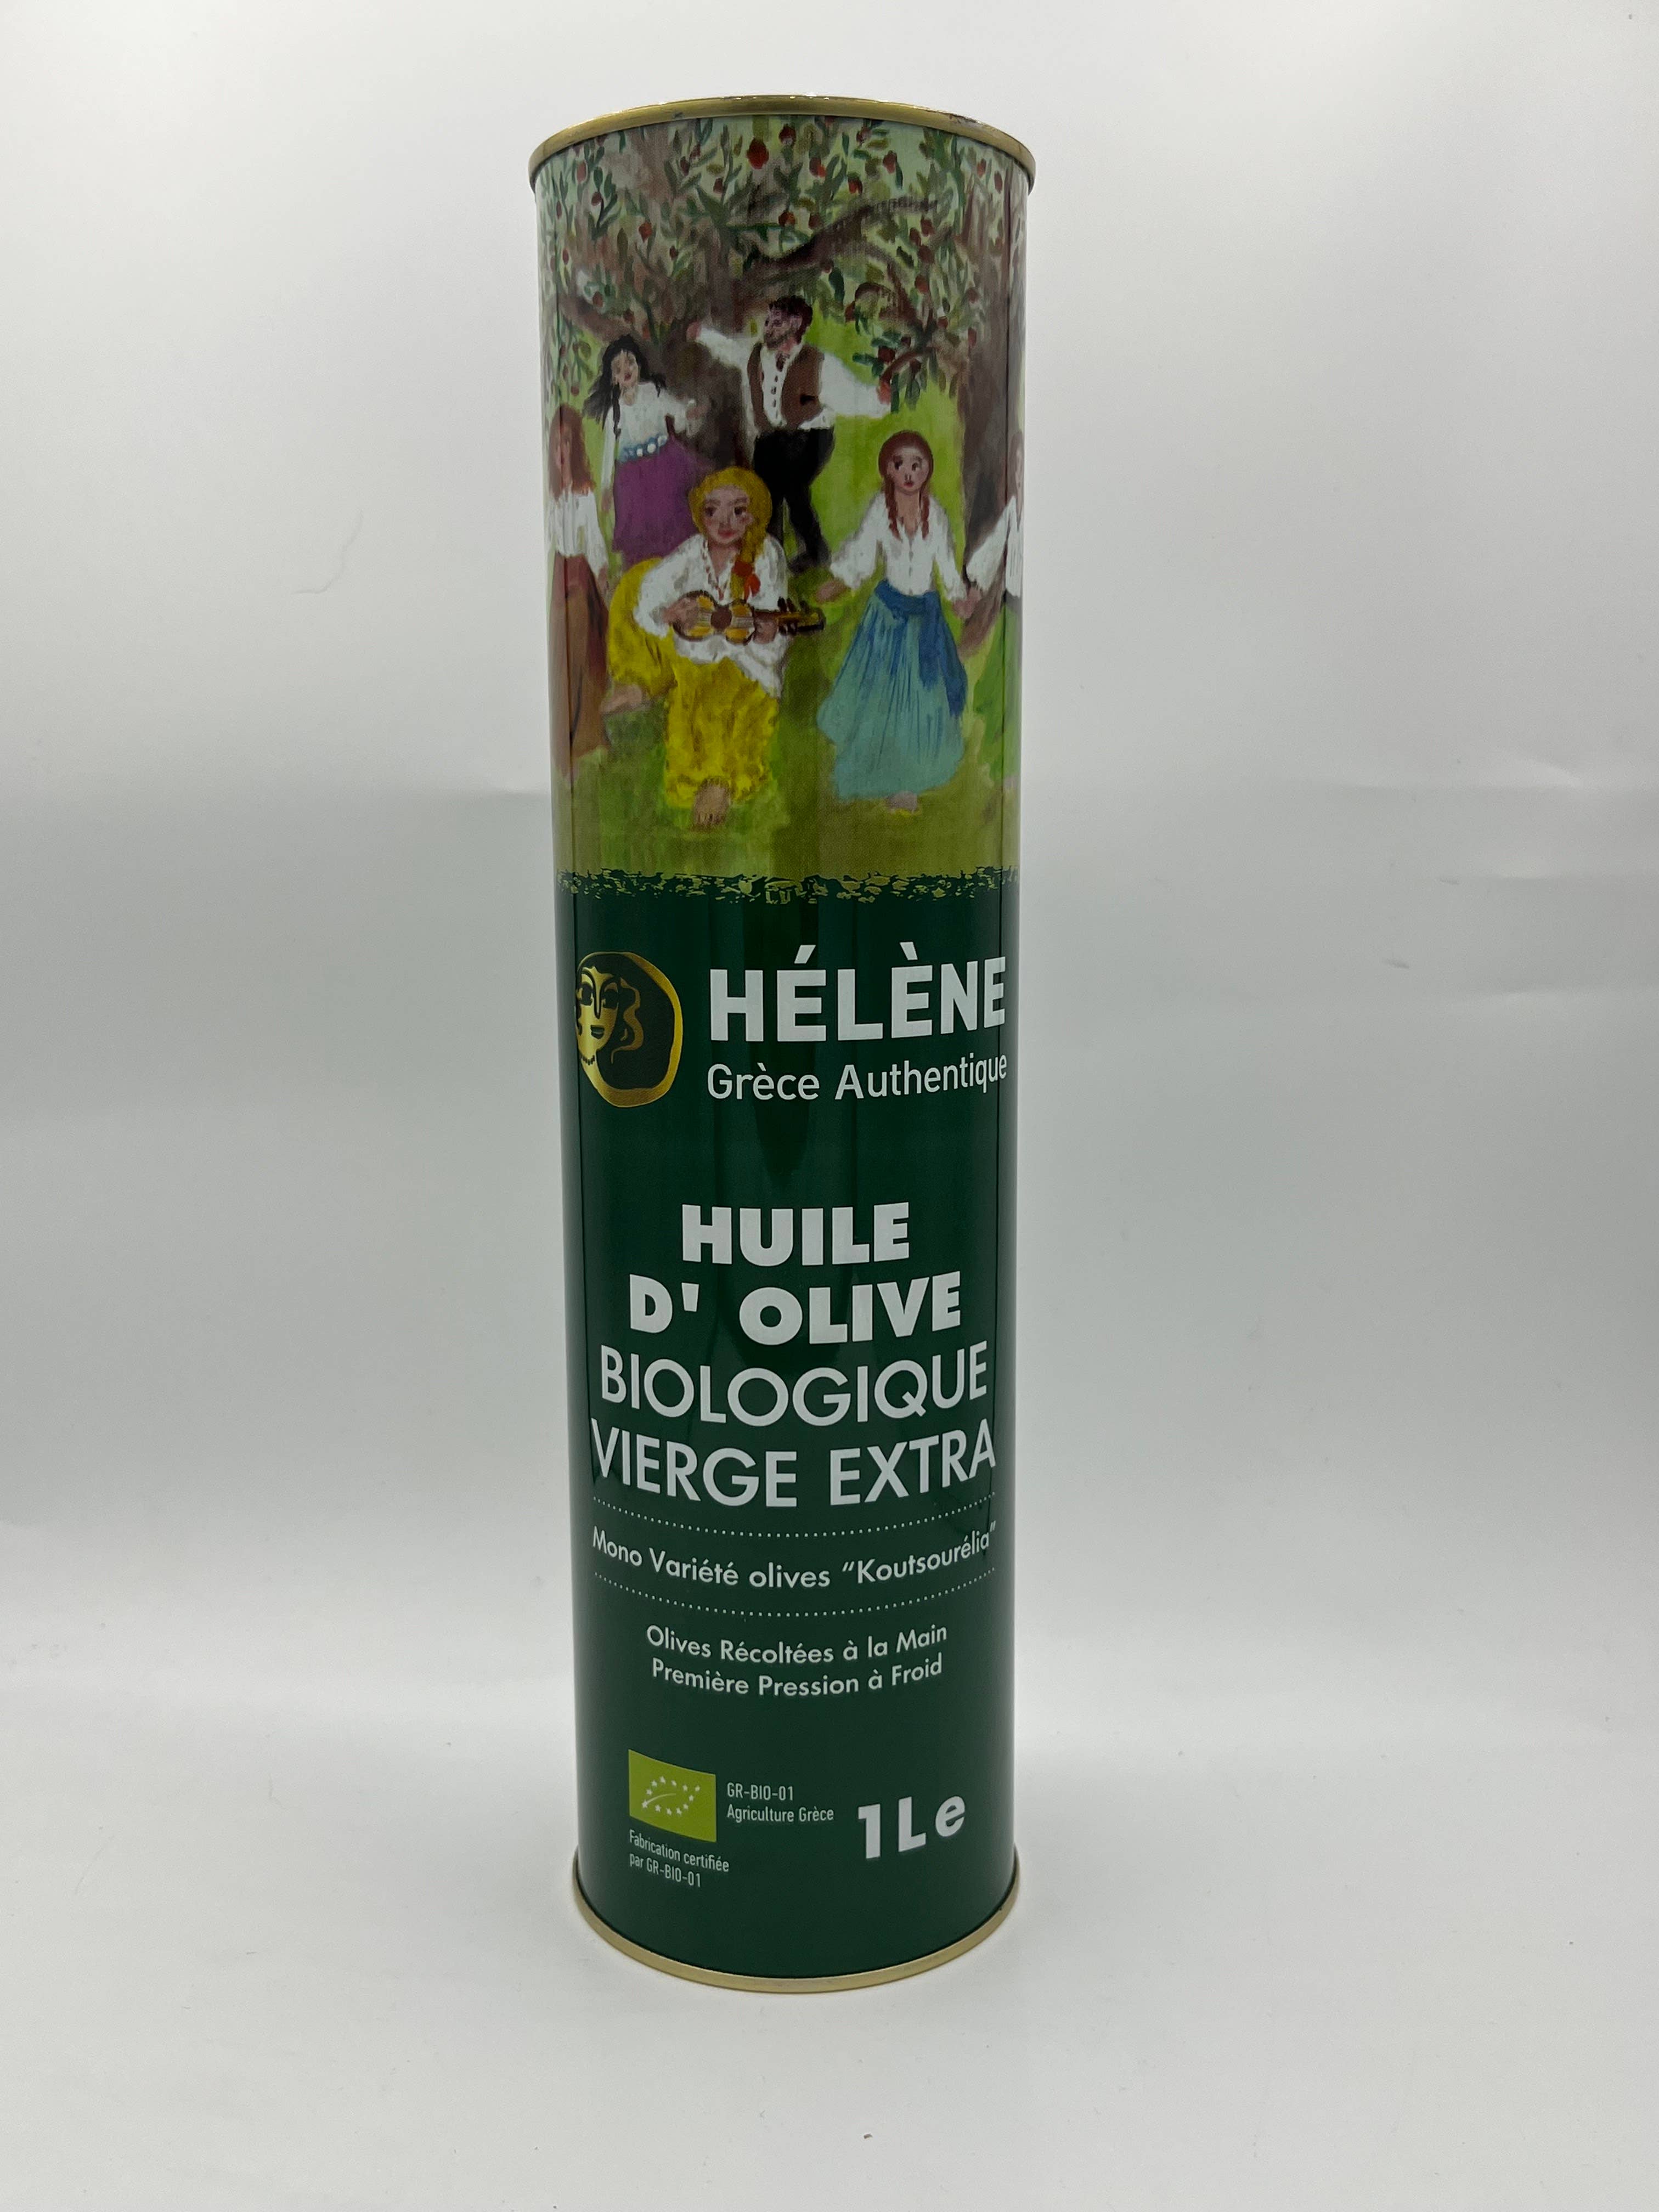 HÉLÈNE
Grèce Authentique
HUILE
D' OLIVE
BIOLOGIQUE
VIERGE EXTRA
Mono Variété olives “Koutsourélia”
Olives Récoltées à la Main
Première Pression à Froid
GR-BIO-01
Agriculture Grèce
Fabrication certifiée
par GR-BIO-01
1 L e